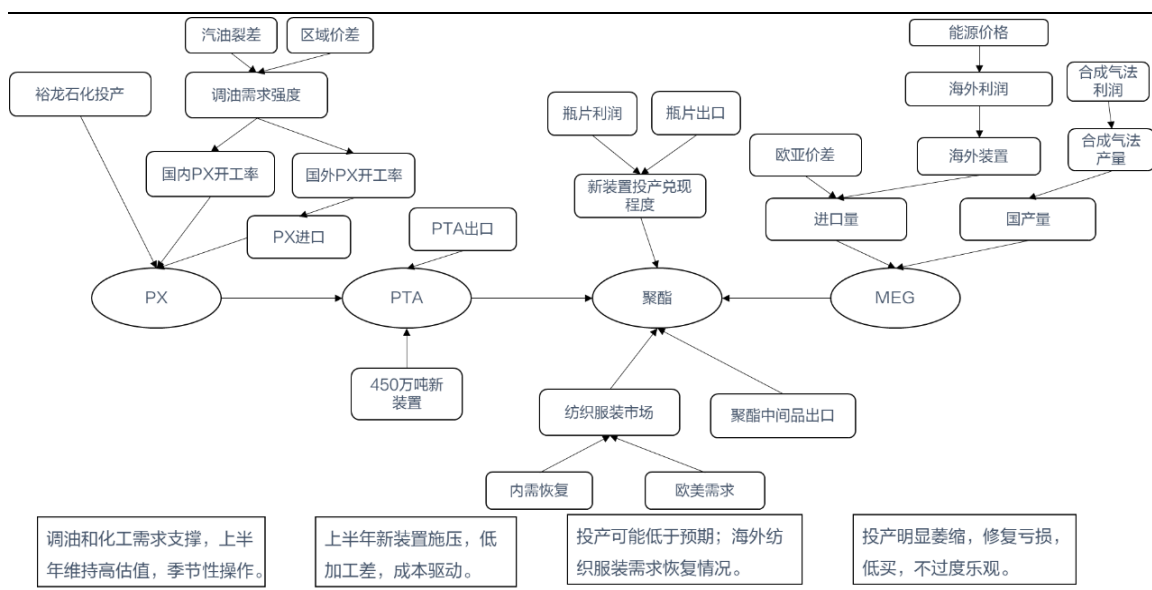 汽油裂差
区域价差
能源价格
裕龙石化投产
调油需求强度
海外利润
合成气法
利润
瓶片利润
瓶片出口
国内PX开工率
国外PX开工率
欧亚价差
海外装置
合成气法
产量
新装置投产兑现
程度
PX进口
PTA出口
进口量
国产量
PX
PTA
聚酯
MEG
450万吨新
装置
纺织服装市场
聚酯中间品出口
内需恢复
欧美需求
调油和化工需求支撑，上半
年维持高估值，季节性操作。
上半年新装置施压，低
加工差，成本驱动。
投产可能低于预期；海外纺
织服装需求恢复情况。
投产明显萎缩，修复亏损，
低买，不过度乐观。